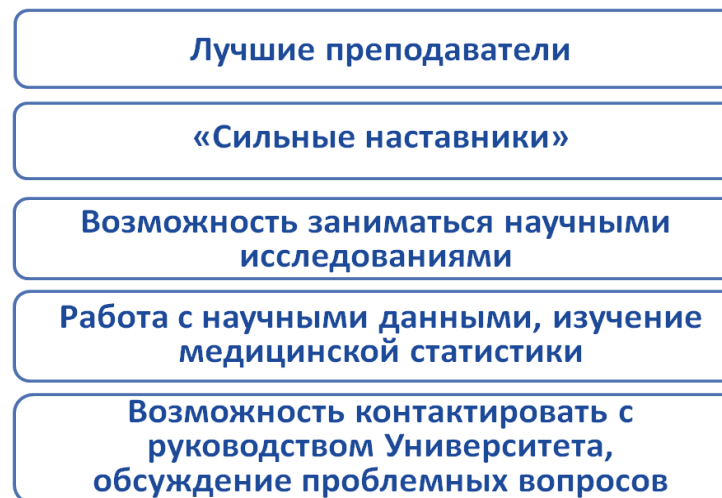 Лучшие преподаватели
«Сильные наставники»
Возможность заниматься научными
исследованиями
Работа с научными данными, изучение
медицинской статистики
Возможность контактировать с
руководством Университета,
обсуждение проблемных вопросов